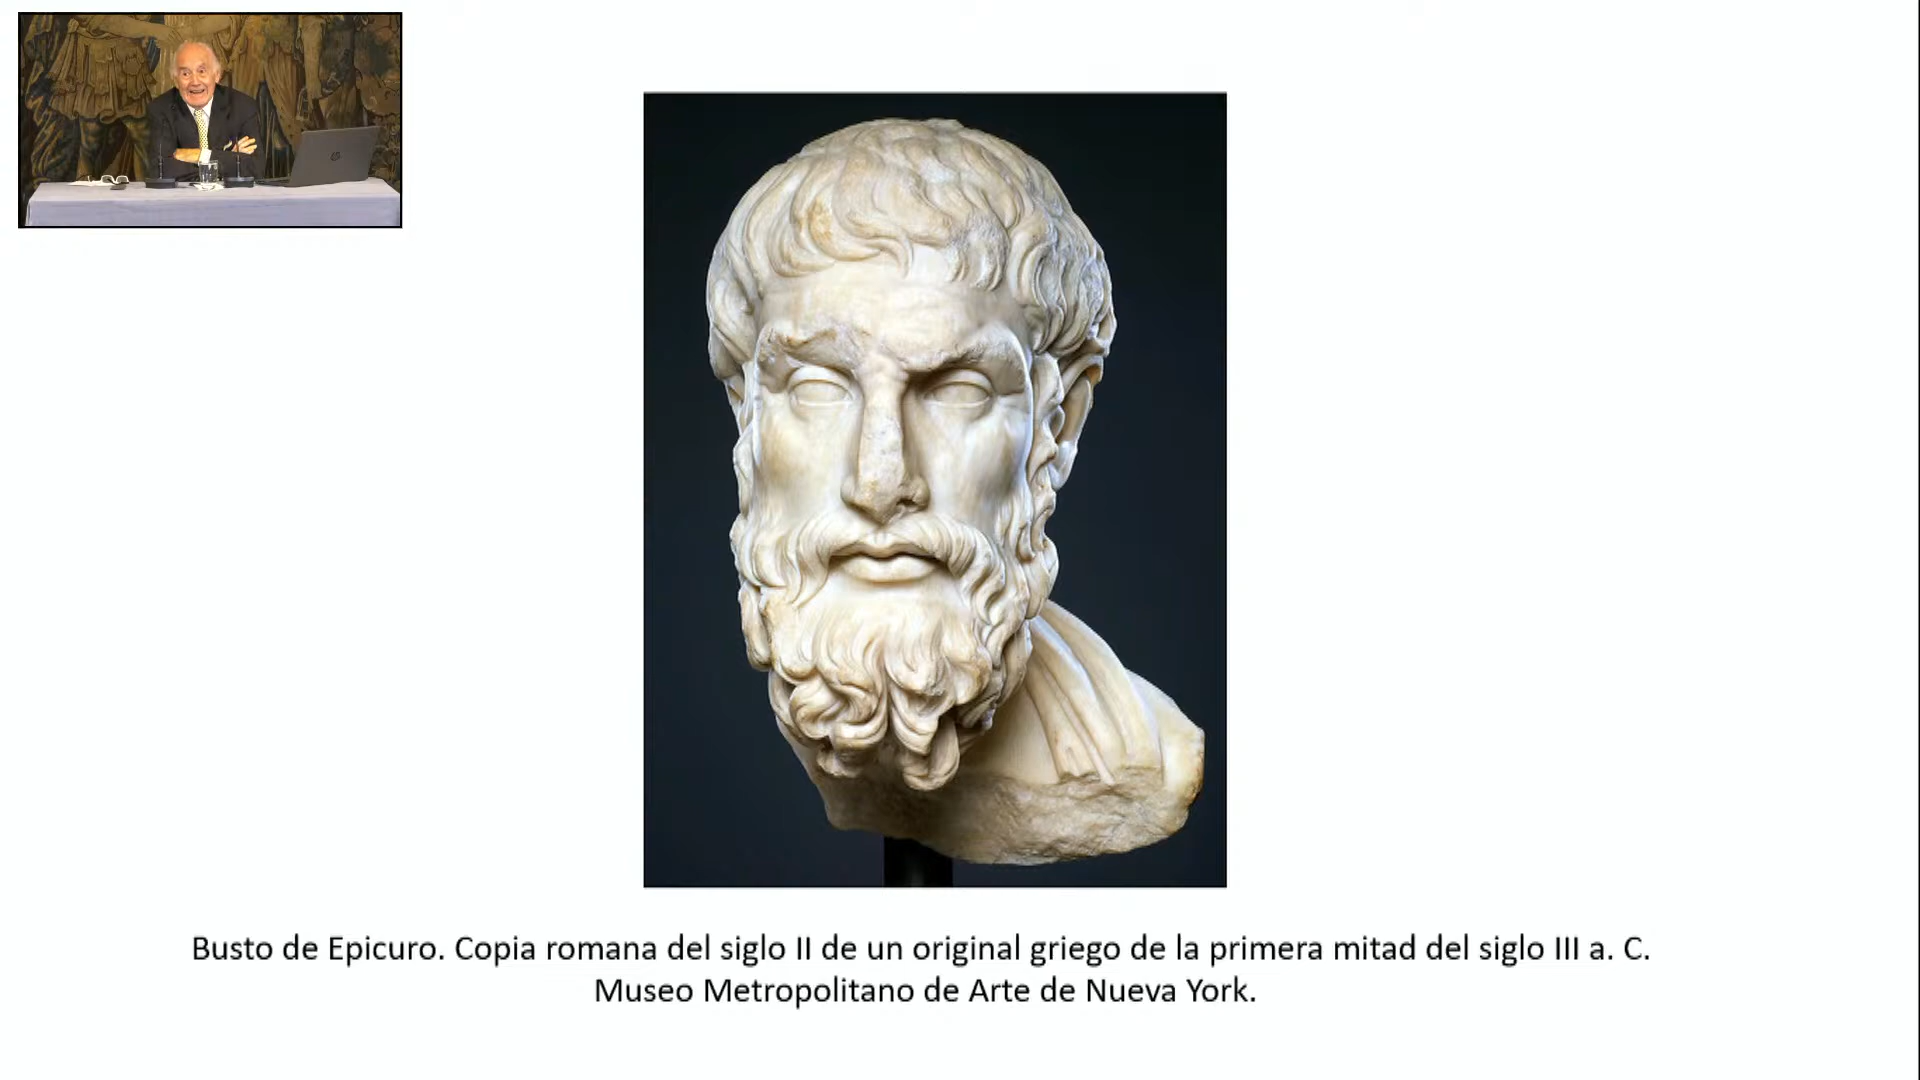 Busto de Epicuro. Copia romana del siglo II de un original griego de la primera mitad del siglo III a. C.
Museo Metropolitano de Arte de Nueva York.